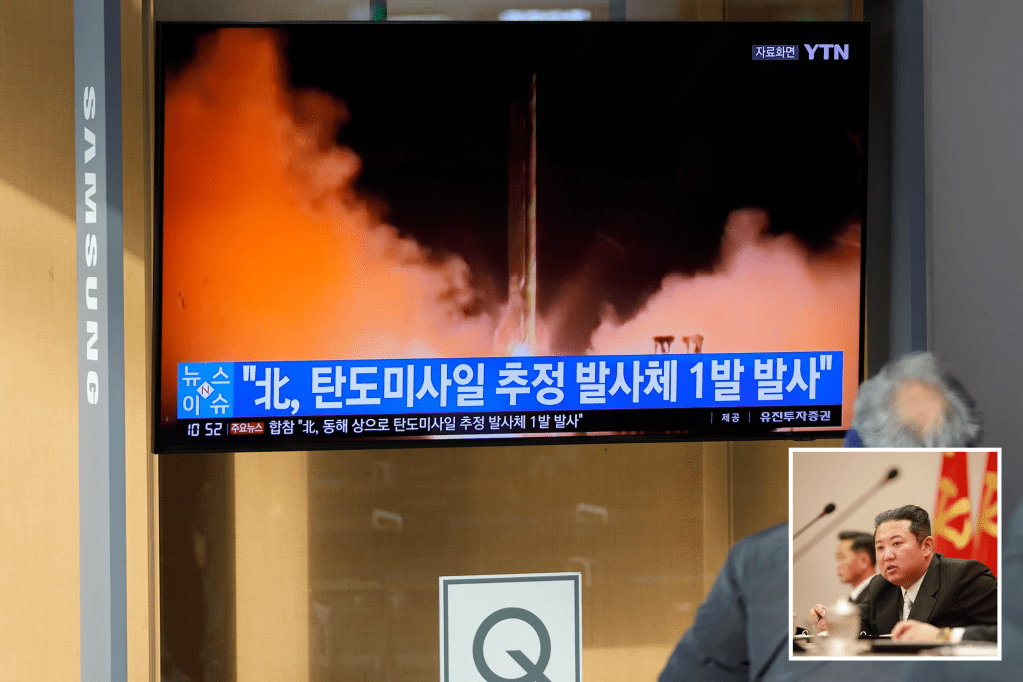 SAMSUNG
자료화면 YTN
뉴스
N
이슈
"北, 탄도미사일 추정 발사체 1발 발사"
10 52 주요뉴스 합참 "北, 동해 상으로 탄도미사일 추정 발사체 1발 발사" 제공 유진투자증권
Q